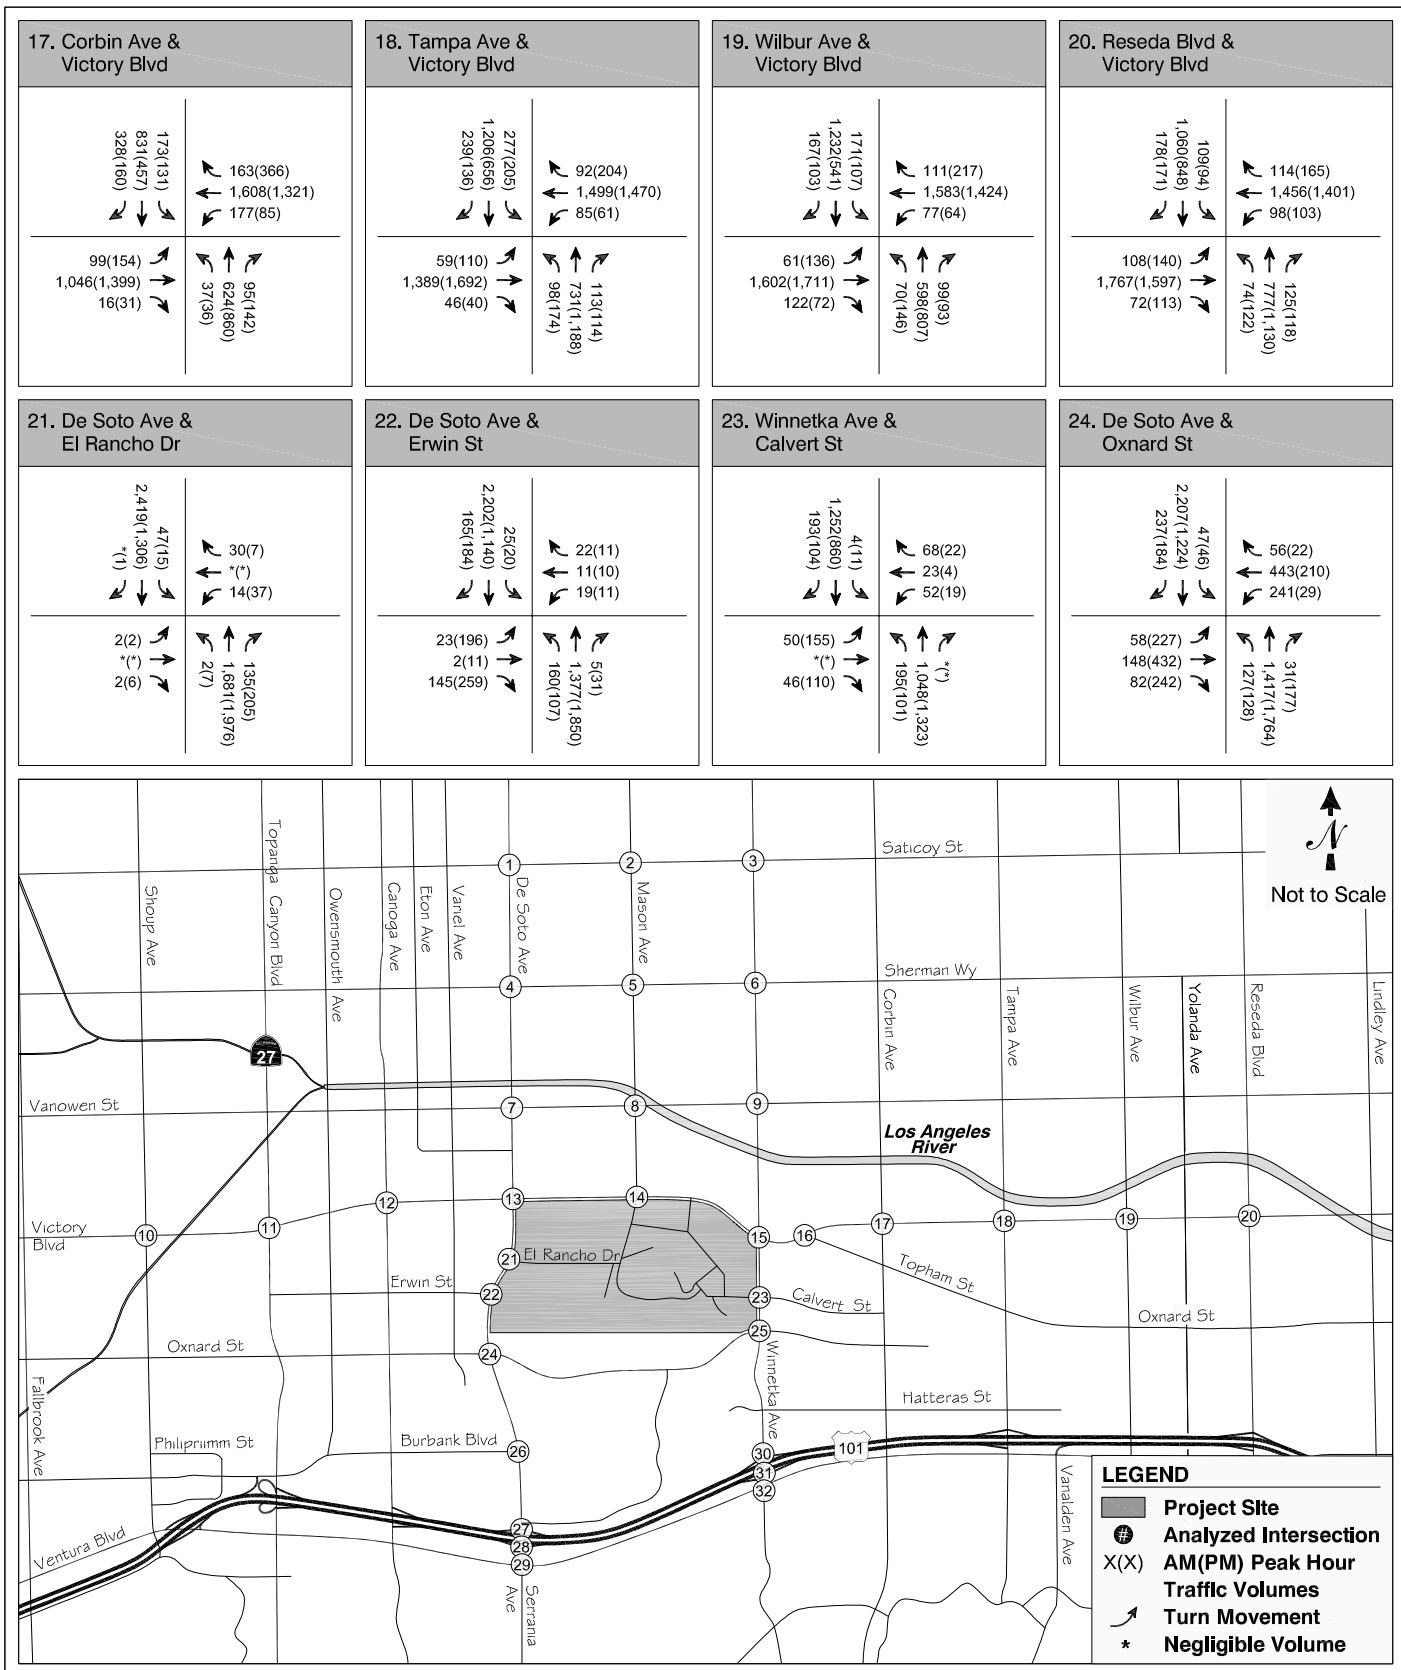 17. Corbin Ave &
Victory Blvd
328(160)
831(457)
173(131)
163(366)
1,608(1,321)
177(85)
99(154)
1,046(1,399)
16(31)
37(36)
624(860)
95(142)
18. Tampa Ave &
Victory Blvd
239(136)
1,206(656)
277(205)
92(204)
1,499(1,470)
85(61)
59(110)
1,389(1,692)
46(40)
98(174)
731(1,188)
113(114)
19. Wilbur Ave &
Victory Blvd
167(103)
1,232(541)
171(107)
111(217)
1,583(1,424)
77(64)
61(136)
1,602(1,711)
122(72)
70(146)
598(807)
99(93)
20. Reseda Blvd &
Victory Blvd
178(171)
1,060(848)
109(94)
114(165)
1,456(1,401)
98(103)
108(140)
1,767(1,597)
72(113)
74(122)
777(1,130)
125(118)
21. De Soto Ave &
El Rancho Dr
*(1)
2,419(1,306)
47(15)
30(7)
*(*)
14(37)
2(2)
*(*)
2(6)
2(7)
1,681(1,976)
135(205)
22. De Soto Ave &
Erwin St
165(184)
2,202(1,140)
25(20)
22(11)
11(10)
19(11)
23(196)
2(11)
145(259)
160(107)
1,377(1,850)
5(31)
23. Winnetka Ave &
Calvert St
193(104)
1,252(860)
4(11)
68(22)
23(4)
52(19)
50(155)
*(*)
46(110)
195(101)
1,048(1,323)
*(*)
24. De Soto Ave &
Oxnard St
237(184)
2,207(1,224)
47(46)
56(22)
443(210)
241(29)
58(227)
148(432)
82(242)
127(128)
1,417(1,764)
31(177)
N
Not to Scale
Saticoy St
1
2
3
Shoup Ave
Topanga Canyon Blvd
Owensmouth Ave
Canoga Ave
Eton Ave
Variel Ave
De Soto Ave
Mason Ave
Sherman Wy
4
5
6
Corbin Ave
Tampa Ave
Wilbur Ave
Yolanda Ave
Reseda Blvd
Lindley Ave
27
Vanowen St
7
8
9
Los Angeles
River
Victory
Blvd
10
11
12
13
14
15
16
17
18
19
20
21
El Rancho Dr
Topham St
Erwin St
22
23
Calvert St
Oxnard St
25
Oxnard St
24
Winnetka Ave
Fallbrook Ave
Hatteras St
Philiprimm St
Burbank Blvd
26
30
101
31
32
Vanalden Ave
27
28
29
Ventura Blvd
Serrania
Ave
LEGEND
Project Site
# Analyzed Intersection
X(X) AM(PM) Peak Hour
Traffic Volumes
Turn Movement
* Negligible Volume